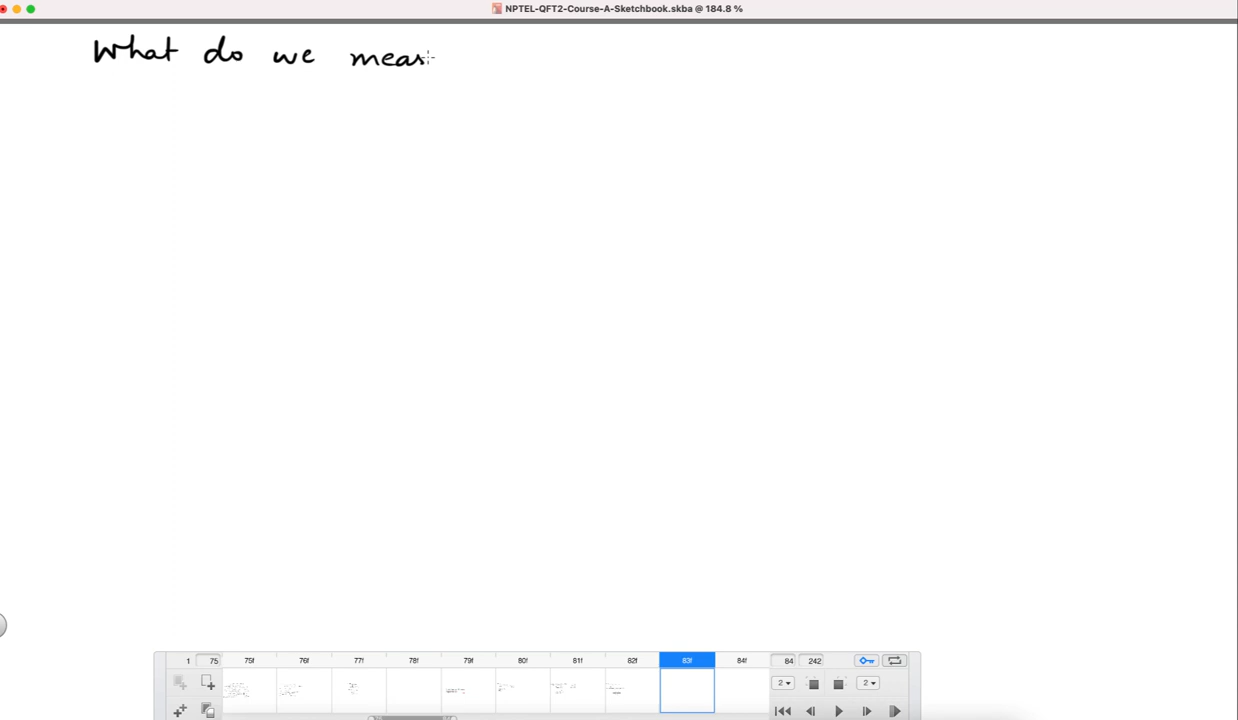 NPTEL-QFT2-Course-A-Sketchbook.skba @ 184.8 %
What do we meas
1 75 75f 76f 77f 78f 79f 80f 81f 82f 83f 84f 84 242
2 2